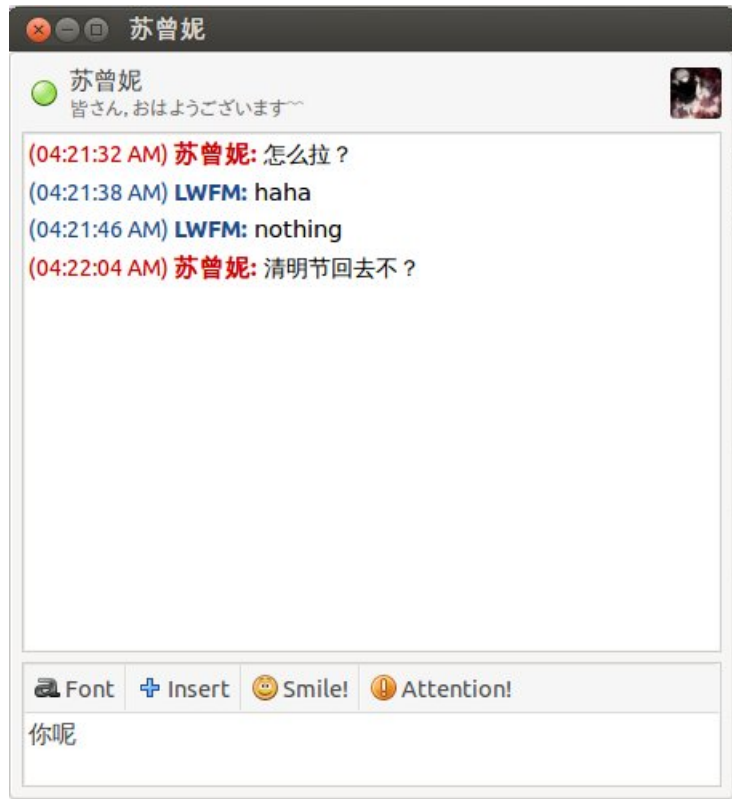 苏曾妮
苏曾妮
皆さん,おはようございます~~
(04:21:32 AM) 苏曾妮: 怎么拉？
(04:21:38 AM) LWFM: haha
(04:21:46 AM) LWFM: nothing
(04:22:04 AM) 苏曾妮: 清明节回去不？
Font Insert Smile! Attention!
你呢